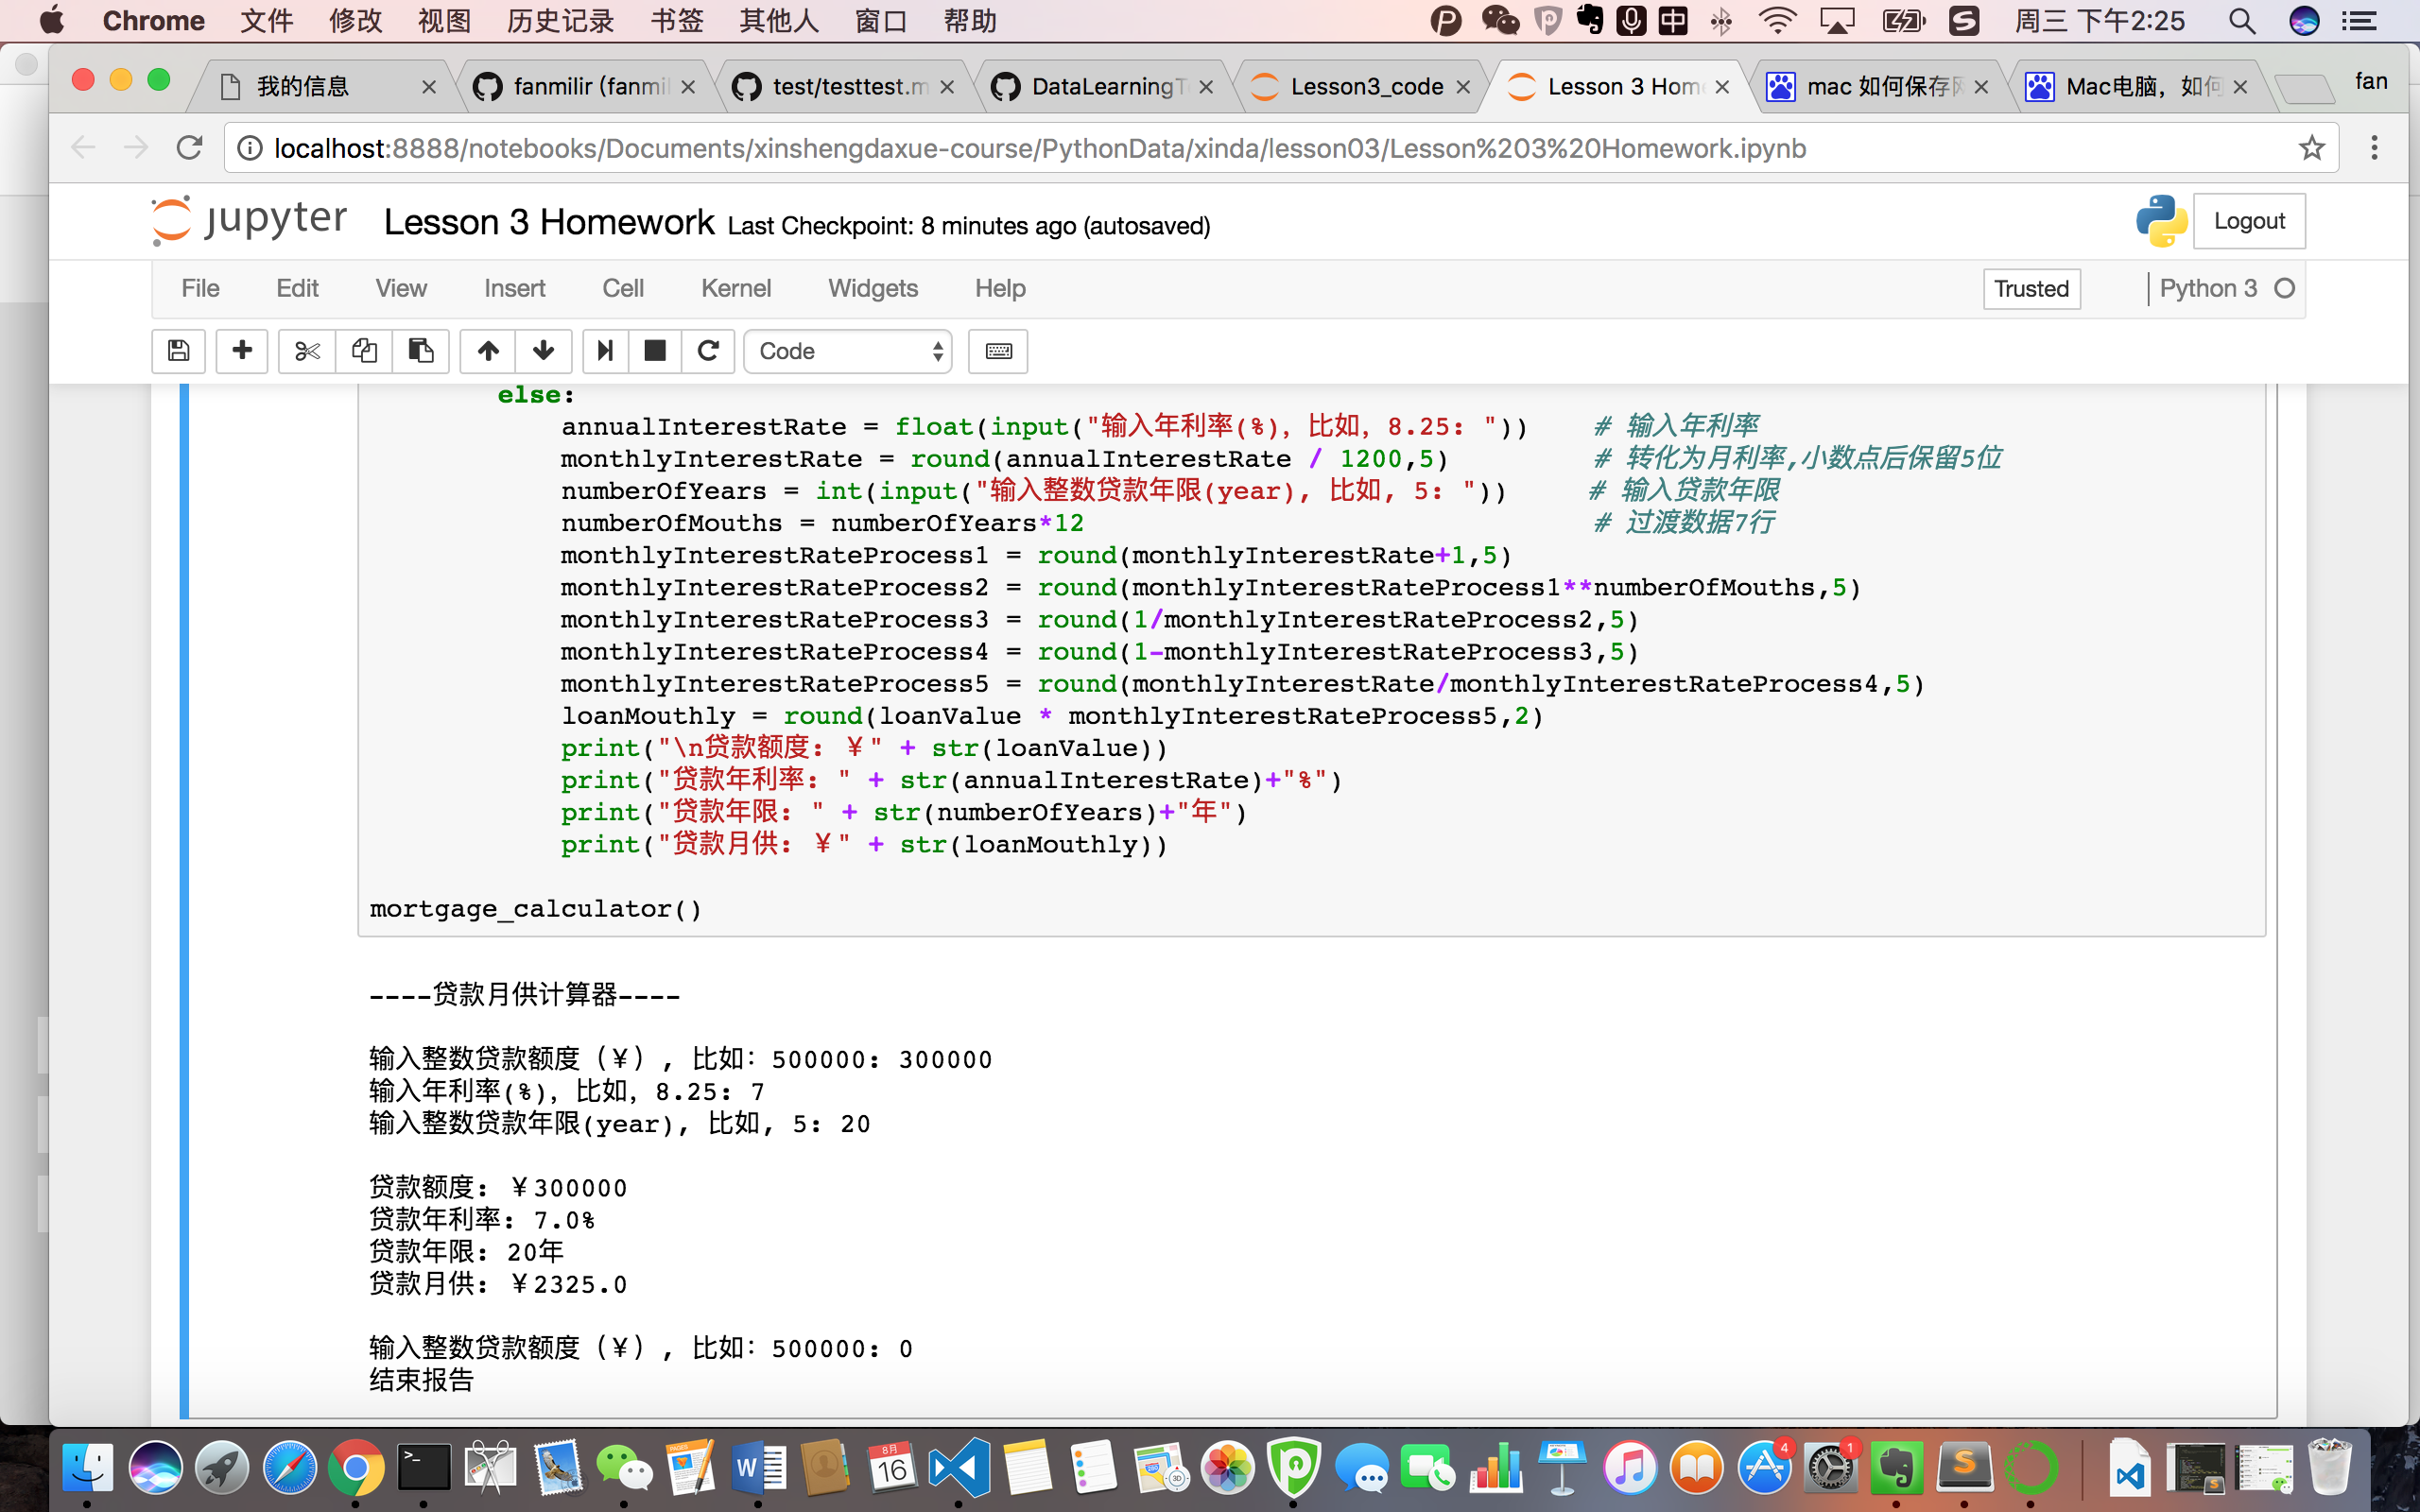 Chrome 文件 修改 视图 历史记录 书签 其他人 窗口 帮助 中 周三 下午2:25
我的信息 fanmilir (fanmil test/testtest.m DataLearningT Lesson3_code Lesson 3 Hom mac 如何保存 Mac电脑，如何 fan
localhost:8888/notebooks/Documents/xinshengdaxue-course/PythonData/xinda/lesson03/Lesson%203%20Homework.ipynb
jupyter Lesson 3 Homework Last Checkpoint: 8 minutes ago (autosaved) Logout
File Edit View Insert Cell Kernel Widgets Help Trusted Python 3
Code
else:
annualInterestRate = float(input("输入年利率(%)，比如，8.25: ")) # 输入年利率
monthlyInterestRate = round(annualInterestRate / 1200,5) # 转化为月利率,小数点后保留5位
numberOfYears = int(input("输入整数贷款年限(year), 比如, 5: ")) # 输入贷款年限
numberOfMouths = numberOfYears*12 # 过渡数据7行
monthlyInterestRateProcess1 = round(monthlyInterestRate+1,5)
monthlyInterestRateProcess2 = round(monthlyInterestRateProcess1**numberOfMouths,5)
monthlyInterestRateProcess3 = round(1/monthlyInterestRateProcess2,5)
monthlyInterestRateProcess4 = round(1-monthlyInterestRateProcess3,5)
monthlyInterestRateProcess5 = round(monthlyInterestRate/monthlyInterestRateProcess4,5)
loanMouthly = round(loanValue * monthlyInterestRateProcess5,2)
print("\n贷款额度: ￥" + str(loanValue))
print("贷款年利率: " + str(annualInterestRate)+"%")
print("贷款年限: " + str(numberOfYears)+"年")
print("贷款月供: ￥" + str(loanMouthly))
mortgage_calculator()
----贷款月供计算器----
输入整数贷款额度（￥）, 比如: 500000: 300000
输入年利率(%)，比如，8.25: 7
输入整数贷款年限(year), 比如, 5: 20
贷款额度: ￥300000
贷款年利率: 7.0%
贷款年限: 20年
贷款月供: ￥2325.0
输入整数贷款额度（￥）, 比如: 500000: 0
结束报告
8月
16
4
1